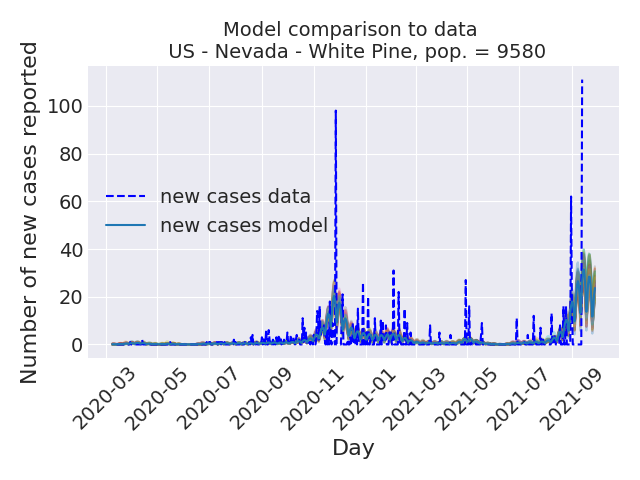 Model comparison to data
US - Nevada - White Pine, pop. = 9580
Number of new cases reported
100
80
60
40
20
0
new cases data
new cases model
2020-03
2020-05
2020-07
2020-09
2020-11
2021-01
2021-03
2021-05
2021-07
2021-09
Day